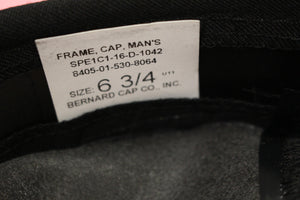 FRAME, CAP, MAN'S
SPE1C1-16-D-1042
8405-01-530-8064
SIZE: 6 3/4"''
BERNARD CAP CO., INC.